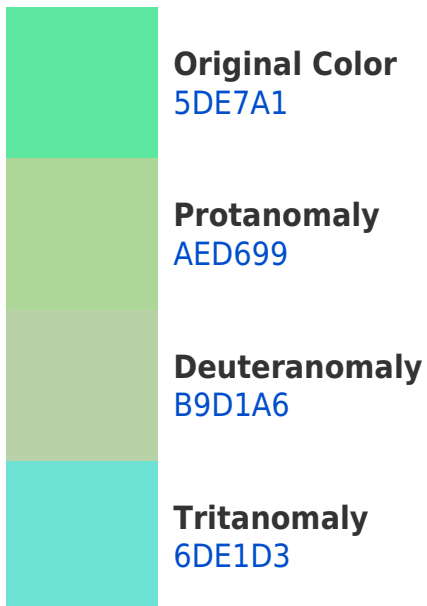 Original Color
5DE7A1
Protanomaly
AED699
Deuteranomaly
B9D1A6
Tritanomaly
6DE1D3